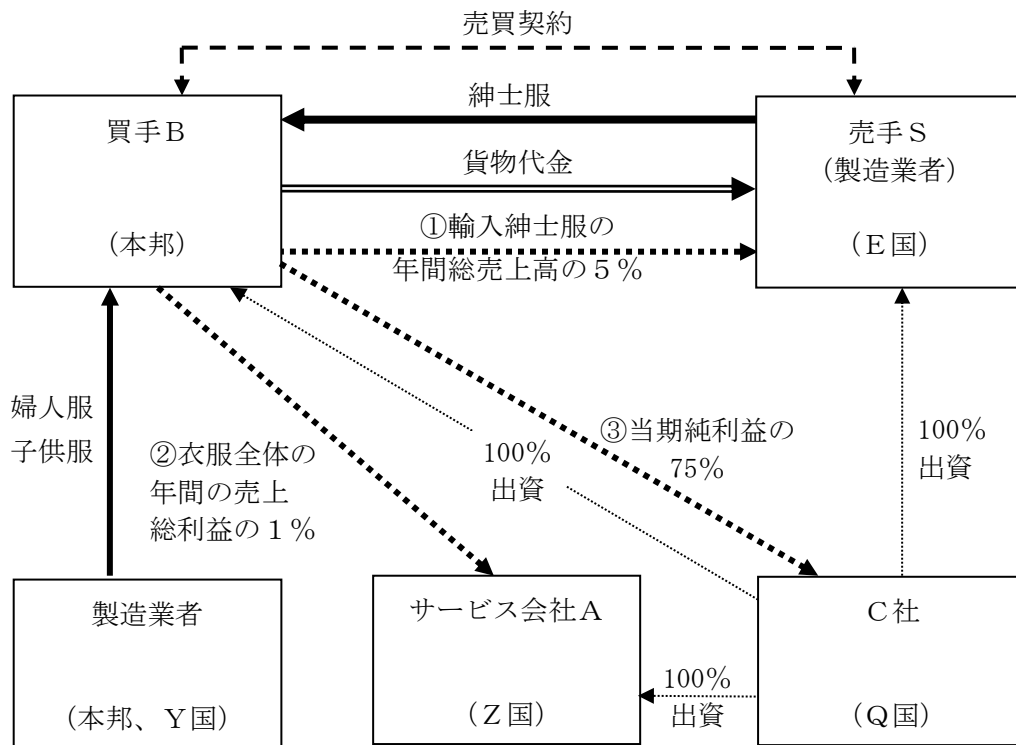 売買契約
買手Ｂ
（本邦）
紳士服
貨物代金
①輸入紳士服の
年間総売上高の５％
売手Ｓ
（製造業者）
（Ｅ国）
婦人服
子供服
②衣服全体の
年間の売上
総利益の１％
100%
出資
③当期純利益の
75%
100%
出資
製造業者
（本邦、Ｙ国）
サービス会社Ａ
（Ｚ国）
100%
出資
Ｃ社
（Ｑ国）